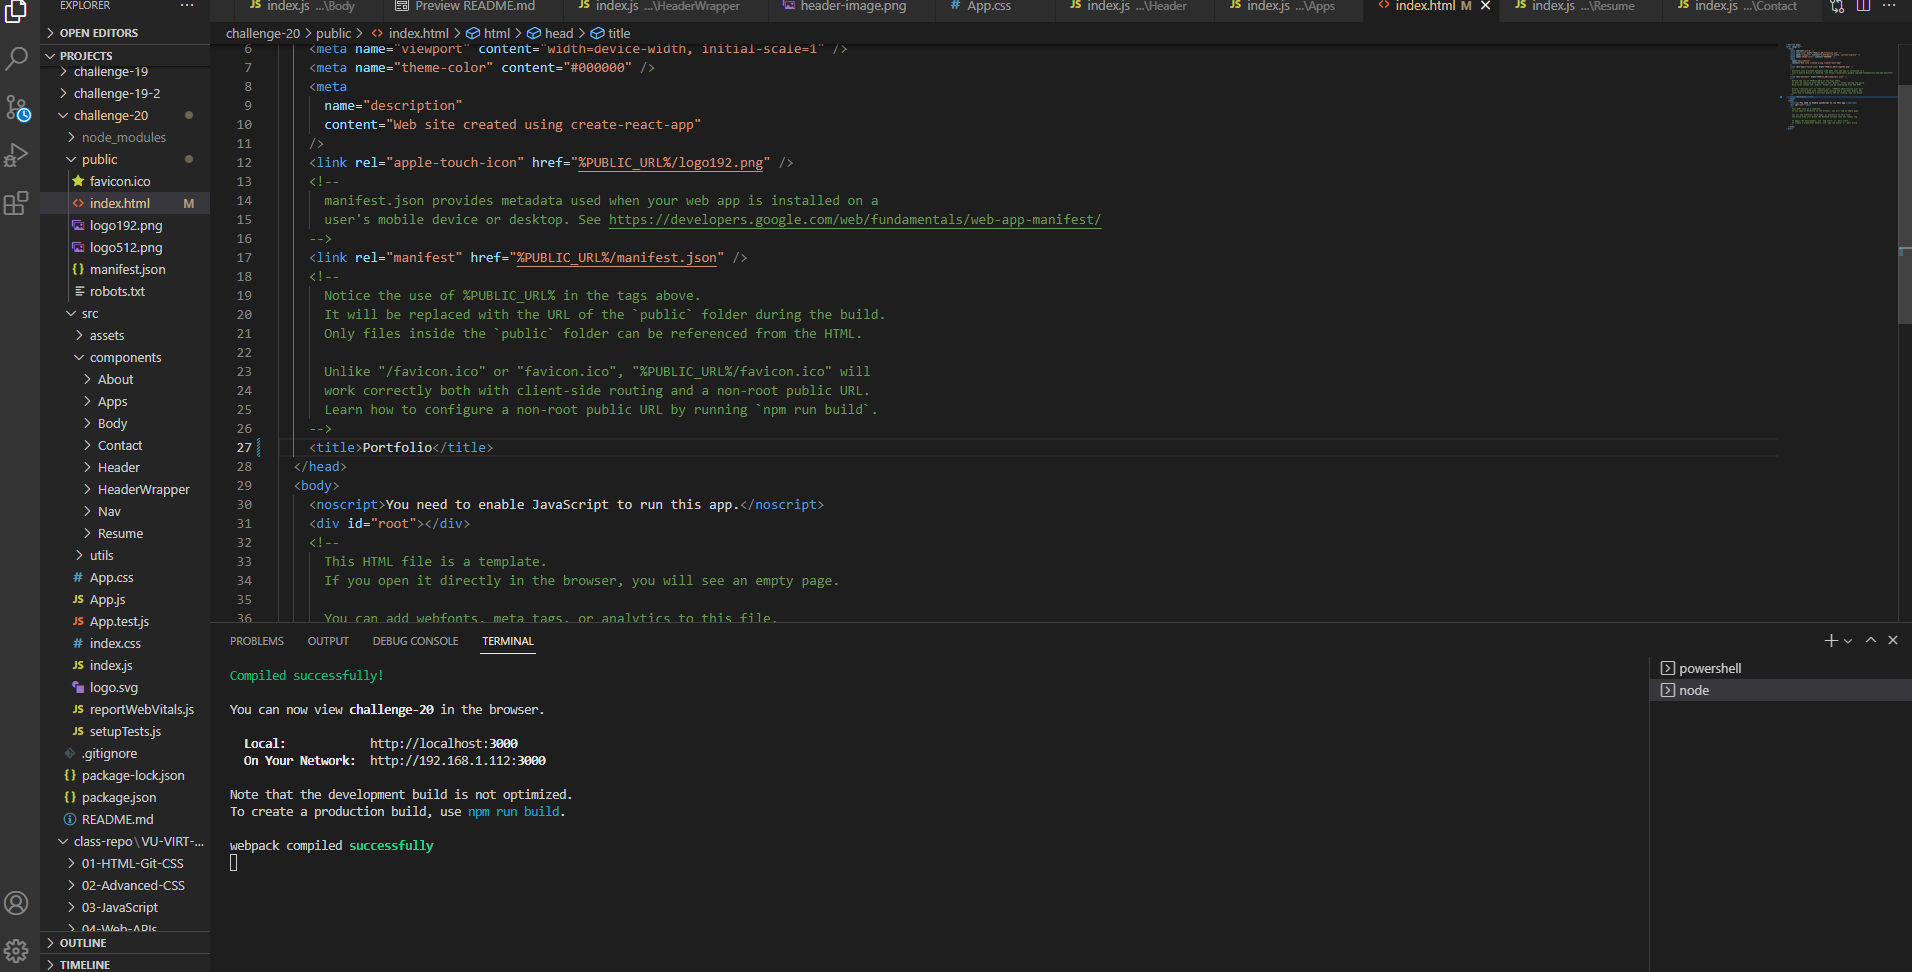 EXPLORER ···
OPEN EDITORS
PROJECTS
challenge-19
challenge-19-2
challenge-20
node_modules
public
favicon.ico
index.html M
logo192.png
logo512.png
manifest.json
robots.txt
src
assets
components
About
Apps
Body
Contact
Header
HeaderWrapper
Nav
Resume
utils
# App.css
JS App.js
JS App.test.js
# index.css
JS index.js
logo.svg
JS reportWebVitals.js
JS setupTests.js
.gitignore
{} package-lock.json
{} package.json
README.md
class-repo\VU-VIRT-...
01-HTML-Git-CSS
02-Advanced-CSS
03-JavaScript
04-Web-APIs
OUTLINE
TIMELINE
JS index.js ...\Body Preview README.md JS index.js ...\HeaderWrapper header-image.png # App.css JS index.js ...\Header JS index.js ...\Apps <> index.html M JS index.js ...\Resume JS index.js ...\Contact ···
challenge-20 > public > <> index.html > html > head > title
6 <meta name="viewport" content="width=device-width, initial-scale=1" />
7 <meta name="theme-color" content="#000000" />
8 <meta
9 name="description"
10 content="Web site created using create-react-app"
11 />
12 <link rel="apple-touch-icon" href="%PUBLIC_URL%/logo192.png" />
13 <!--
14 manifest.json provides metadata used when your web app is installed on a
15 user's mobile device or desktop. See https://developers.google.com/web/fundamentals/web-app-manifest/
16 -->
17 <link rel="manifest" href="%PUBLIC_URL%/manifest.json" />
18 <!--
19 Notice the use of %PUBLIC_URL% in the tags above.
20 It will be replaced with the URL of the `public` folder during the build.
21 Only files inside the `public` folder can be referenced from the HTML.
22
23 Unlike "/favicon.ico" or "favicon.ico", "%PUBLIC_URL%/favicon.ico" will
24 work correctly both with client-side routing and a non-root public URL.
25 Learn how to configure a non-root public URL by running `npm run build`.
26 -->
27 <title>Portfolio</title>
28 </head>
29 <body>
30 <noscript>You need to enable JavaScript to run this app.</noscript>
31 <div id="root"></div>
32 <!--
33 This HTML file is a template.
34 If you open it directly in the browser, you will see an empty page.
35
36 You can add webfonts, meta tags, or analytics to this file.
PROBLEMS OUTPUT DEBUG CONSOLE TERMINAL
Compiled successfully!
You can now view challenge-20 in the browser.
Local: http://localhost:3000
On Your Network: http://192.168.1.112:3000
Note that the development build is not optimized.
To create a production build, use npm run build.
webpack compiled successfully
powershell
node